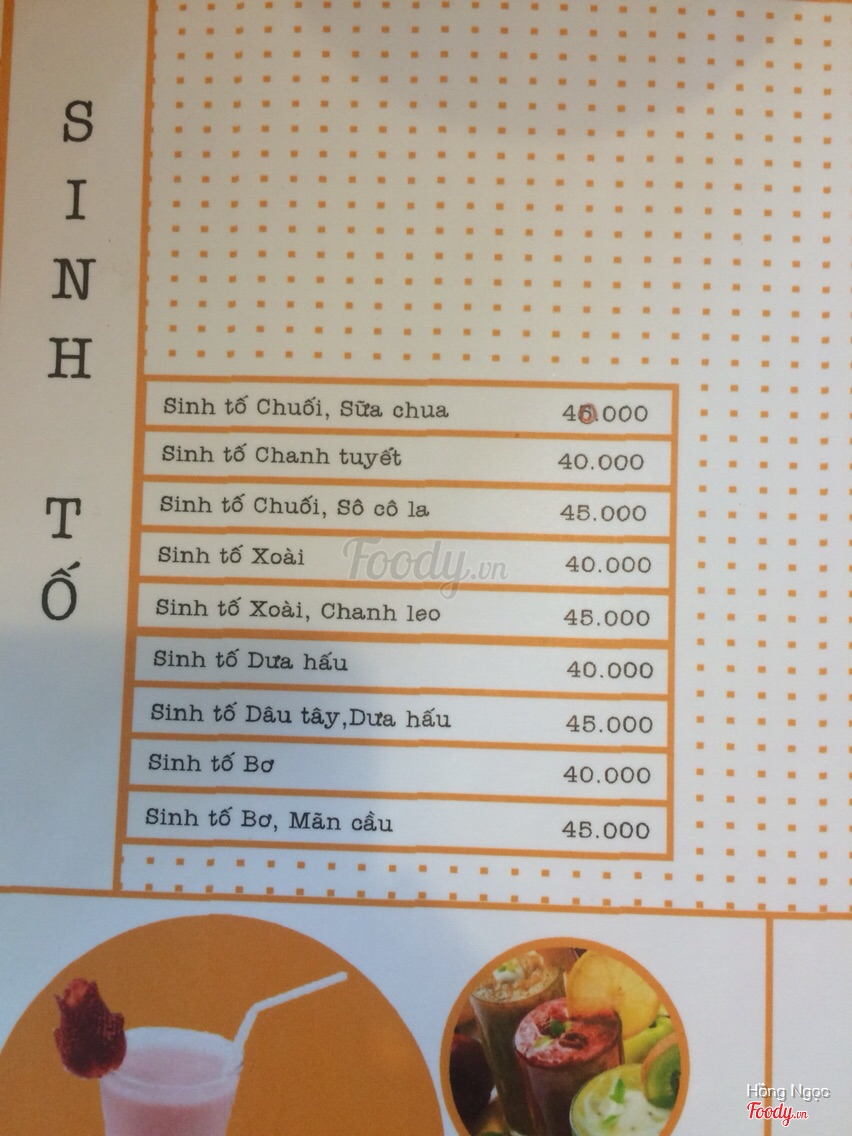 SINH TỐ
Sinh tố Chuối, Sữa chua 45.000
Sinh tố Chanh tuyết 40.000
Sinh tố Chuối, Sô cô la 45.000
Sinh tố Xoài 40.000
Sinh tố Xoài, Chanh leo 45.000
Sinh tố Dưa hấu 40.000
Sinh tố Dâu tây,Dưa hấu 45.000
Sinh tố Bơ 40.000
Sinh tố Bơ, Mãn cầu 45.000
Foody.vn
Hồng Ngọc
Foody.vn